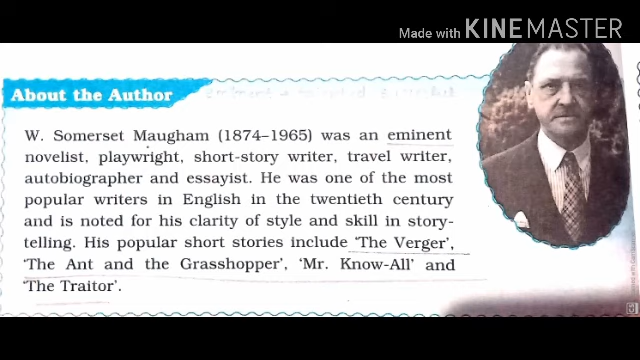 Made with KINEMASTER
About the Author
W. Somerset Maugham (1874–1965) was an eminent
novelist, playwright, short-story writer, travel writer,
autobiographer and essayist. He was one of the most
popular writers in English in the twentieth century
and is noted for his clarity of style and skill in story-
telling. His popular short stories include 'The Verger',
'The Ant and the Grasshopper', 'Mr. Know-All' and
'The Traitor'.